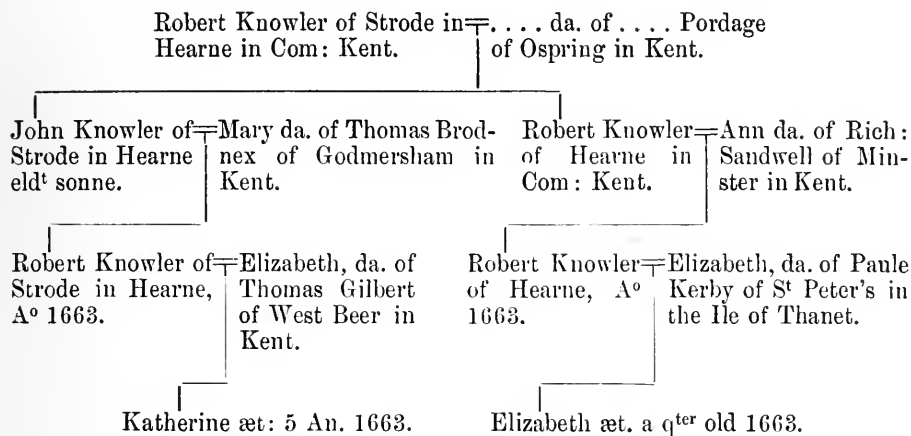 Robert Knowler of Strode in
Hearne in Com: Kent.
.... da. of .... Pordage
of Ospring in Kent.
John Knowler of
Strode in Hearne
eldᵗ sonne.
Mary da. of Thomas Brod-
nex of Godmersham in
Kent.
Robert Knowler
of Hearne in
Com: Kent.
Ann da. of Rich:
Sandwell of Min-
ster in Kent.
Robert Knowler of
Strode in Hearne,
Aº 1663.
Elizabeth, da. of
Thomas Gilbert
of West Beer in
Kent.
Robert Knowler
of Hearne, Aº
1663.
Elizabeth, da. of Paule
Kerby of Sᵗ Peter's in
the Ile of Thanet.
Katherine æt: 5 An. 1663.
Elizabeth æt. a qᵗᵉʳ old 1663.